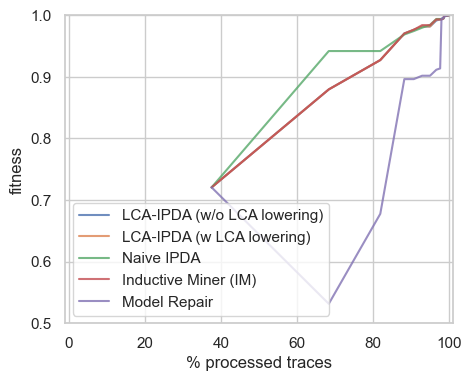 1.0
0.9
0.8
0.7
0.6
0.5
fitness
LCA-IPDA (w/o LCA lowering)
LCA-IPDA (w LCA lowering)
Naive IPDA
Inductive Miner (IM)
Model Repair
0 20 40 60 80 100
% processed traces